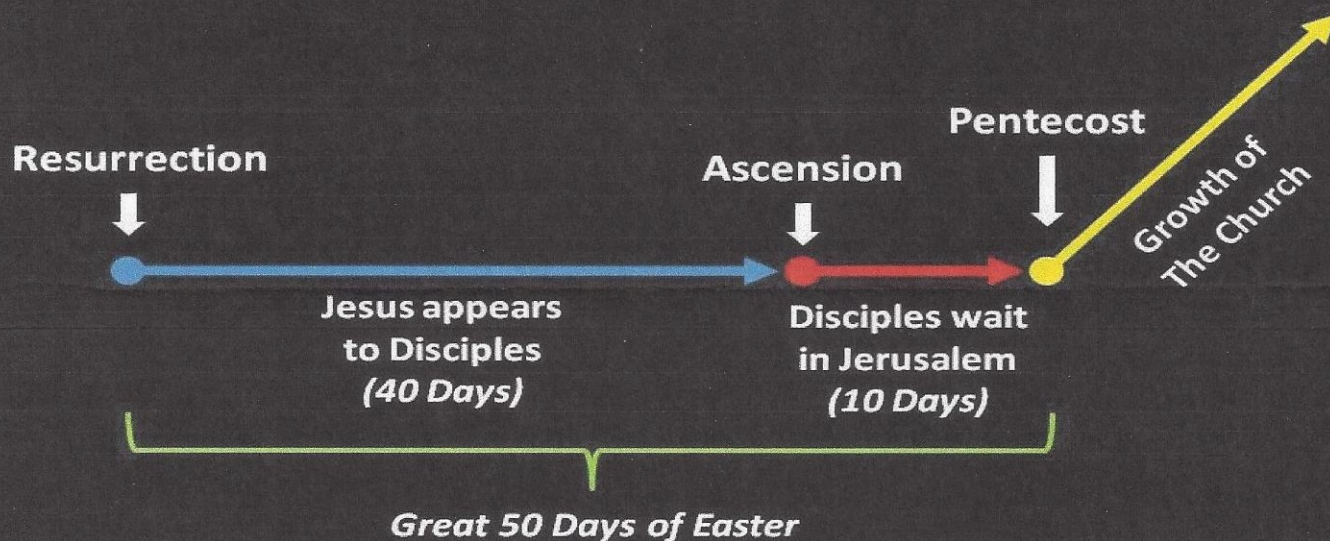 Resurrection
Ascension
Pentecost
Growth of
The Church
Jesus appears
to Disciples
(40 Days)
Disciples wait
in Jerusalem
(10 Days)
Great 50 Days of Easter